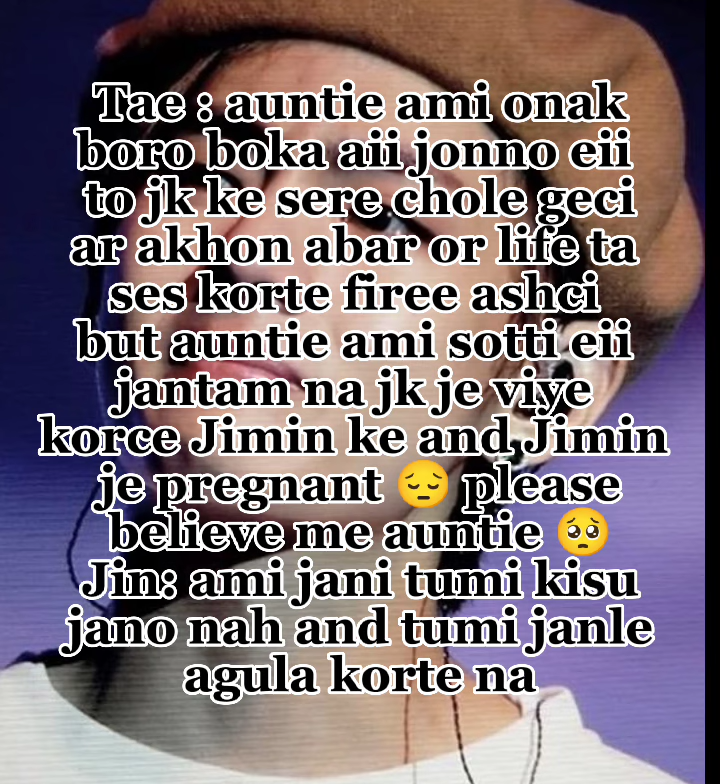 Tae : auntie ami onak
boro boka aii jonno eii
to jk ke sere chole geci
ar akhon abar or life ta
ses korte firee ashci
but auntie ami sotti eii
jantam na jk je viye
korce Jimin ke and,Jimin
je pregnant 😔 please
believe me auntie 🥺
Jin: ami jani tumi kisu
jano nah and tumi janle
agula korte na